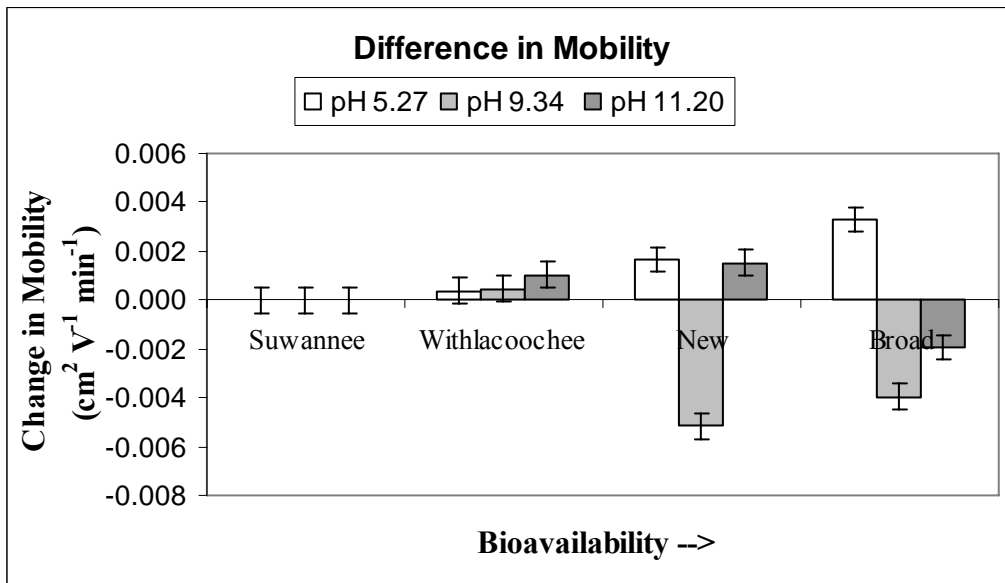 Difference in Mobility
pH 5.27 pH 9.34 pH 11.20
0.006
0.004
0.002
0.000
-0.002
-0.004
-0.006
-0.008
Change in Mobility
(cm² V⁻¹ min⁻¹)
Suwannee Withlacoochee New Broad
Bioavailability -->